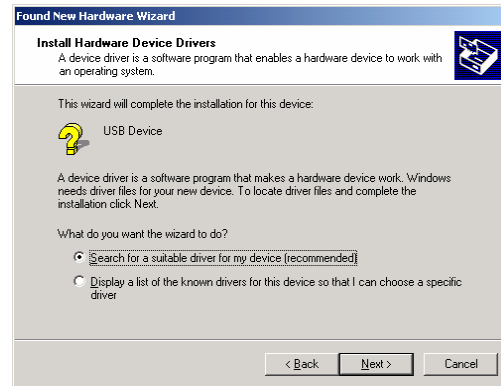 Found New Hardware Wizard
Install Hardware Device Drivers
A device driver is a software program that enables a hardware device to work with
an operating system.
This wizard will complete the installation for this device:
USB Device
A device driver is a software program that makes a hardware device work. Windows
needs driver files for your new device. To locate driver files and complete the
installation click Next.
What do you want the wizard to do?
Search for a suitable driver for my device (recommended)
Display a list of the known drivers for this device so that I can choose a specific
driver
< Back
Next >
Cancel